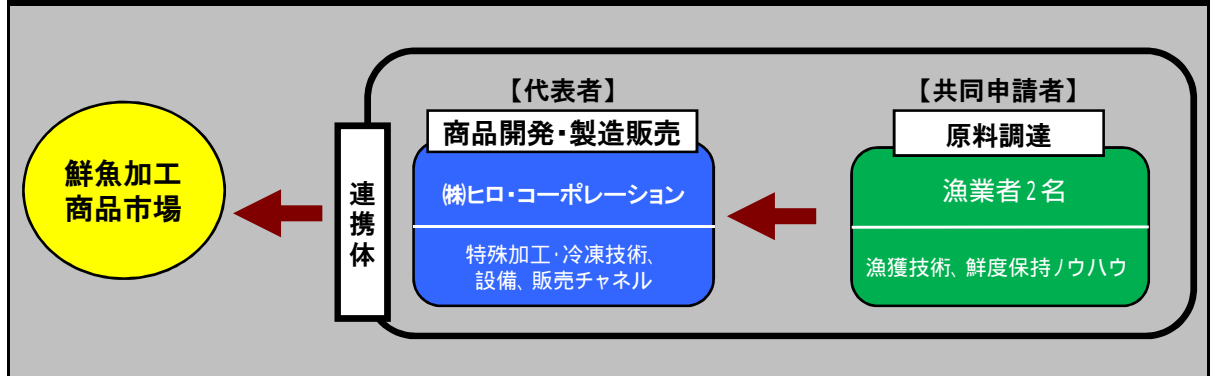 【代表者】
【共同申請者】
商品開発・製造販売
原料調達
鮮魚加工
商品市場
連携体
㈱ヒロ・コーポレーション
漁業者2名
特殊加工・冷凍技術、
設備、販売チャネル
漁獲技術、鮮度保持ノウハウ